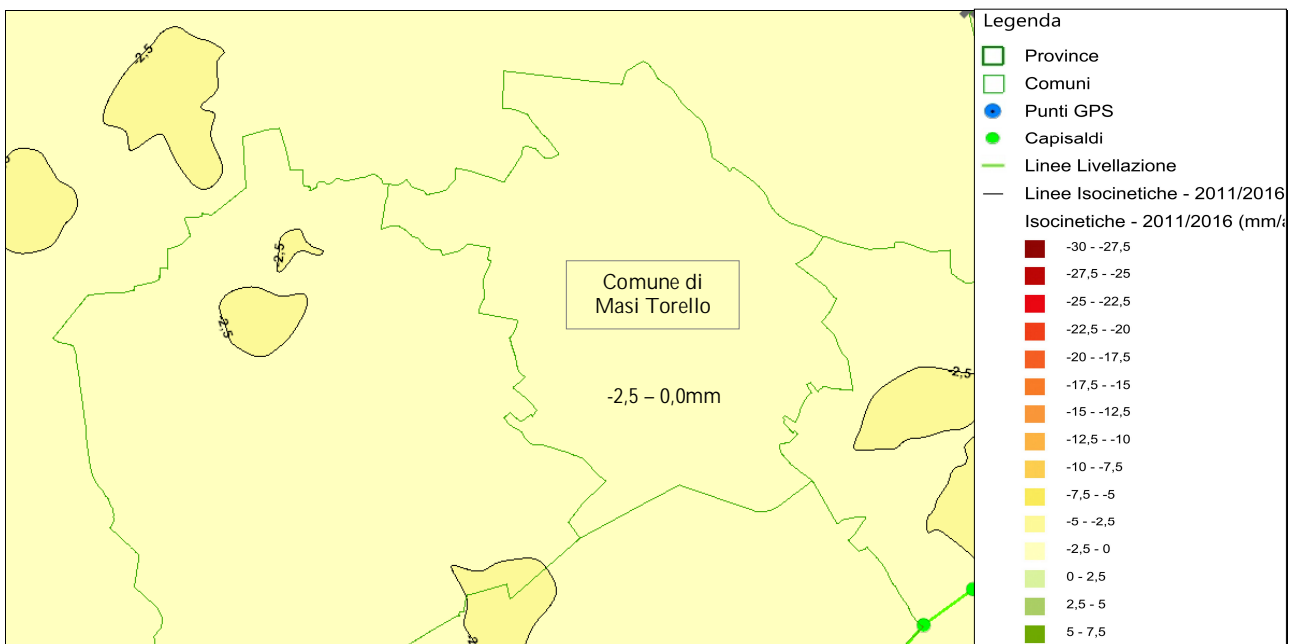 -2,5
-2,5
-2,5
Comune di
Masi Torello
-2,5 – 0,0mm
-2,5
Legenda
Province
Comuni
Punti GPS
Capisaldi
Linee Livellazione
Linee Isocinetiche - 2011/2016
Isocinetiche - 2011/2016 (mm/a
-30 - -27,5
-27,5 - -25
-25 - -22,5
-22,5 - -20
-20 - -17,5
-17,5 - -15
-15 - -12,5
-12,5 - -10
-10 - -7,5
-7,5 - -5
-5 - -2,5
-2,5 - 0
0 - 2,5
2,5 - 5
5 - 7,5